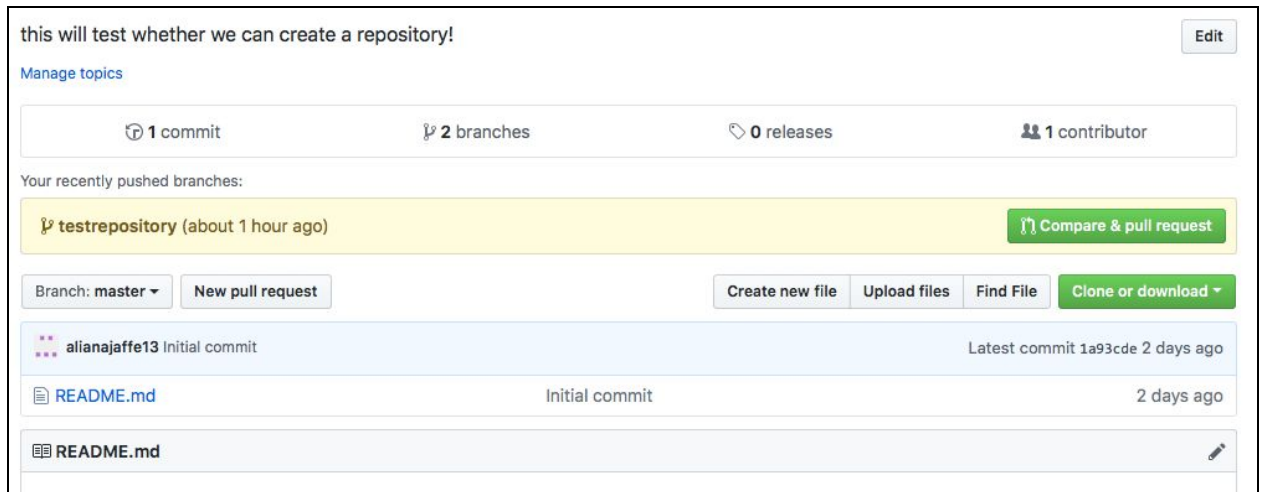 this will test whether we can create a repository!
Edit
Manage topics
1 commit
2 branches
0 releases
1 contributor
Your recently pushed branches:
testrepository (about 1 hour ago)
Compare & pull request
Branch: master
New pull request
Create new file
Upload files
Find File
Clone or download
alianajaffe13 Initial commit
Latest commit 1a93cde 2 days ago
README.md
Initial commit
2 days ago
README.md